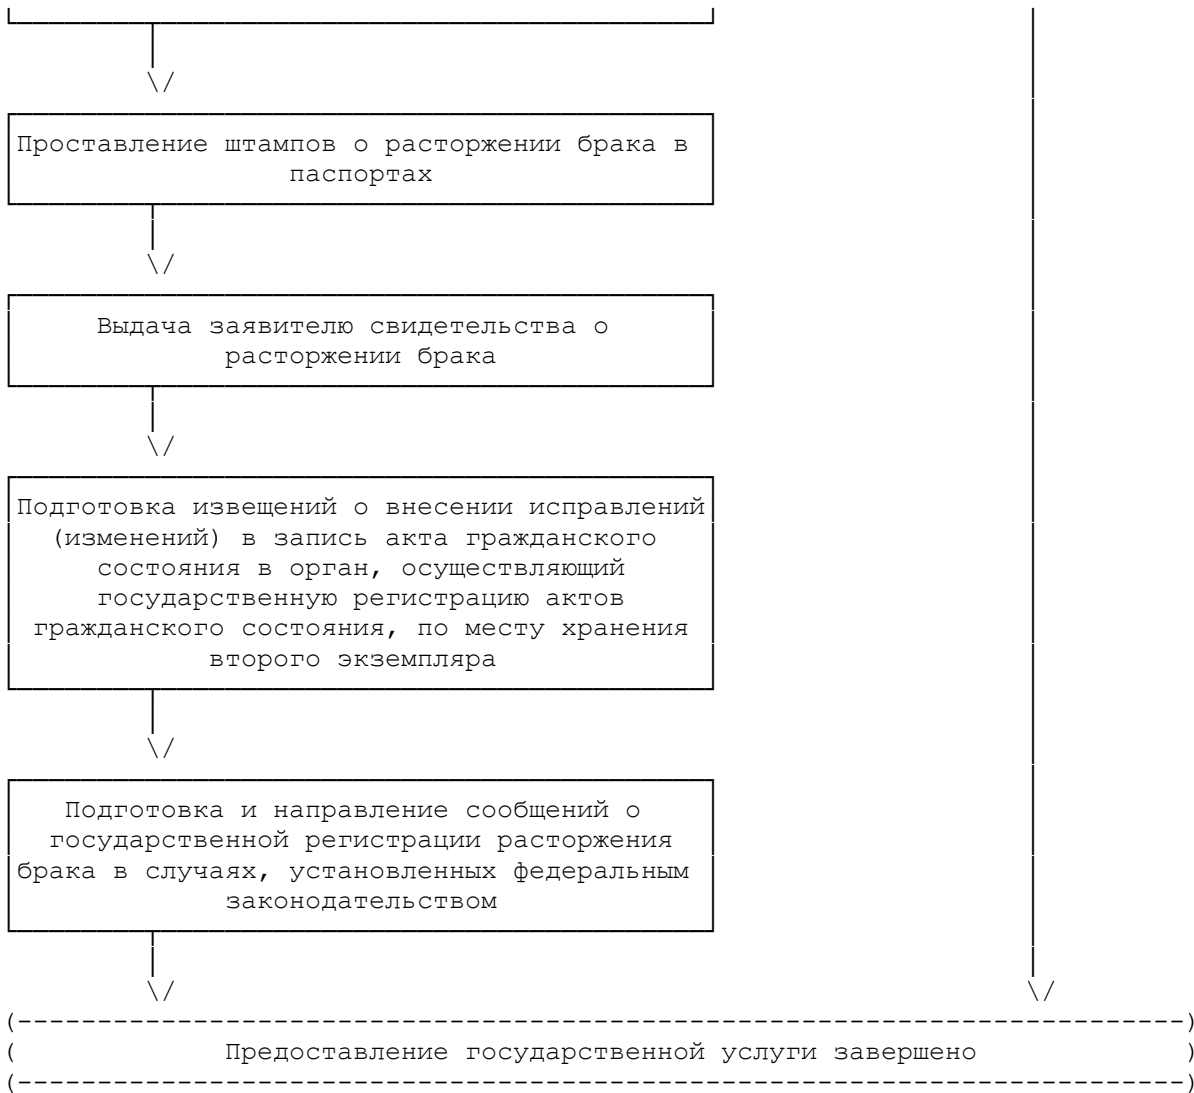 Проставление штампов о расторжении брака в
паспортах
Выдача заявителю свидетельства о
расторжении брака
Подготовка извещений о внесении исправлений
(изменений) в запись акта гражданского
состояния в орган, осуществляющий
государственную регистрацию актов
гражданского состояния, по месту хранения
второго экземпляра
Подготовка и направление сообщений о
государственной регистрации расторжения
брака в случаях, установленных федеральным
законодательством
Предоставление государственной услуги завершено